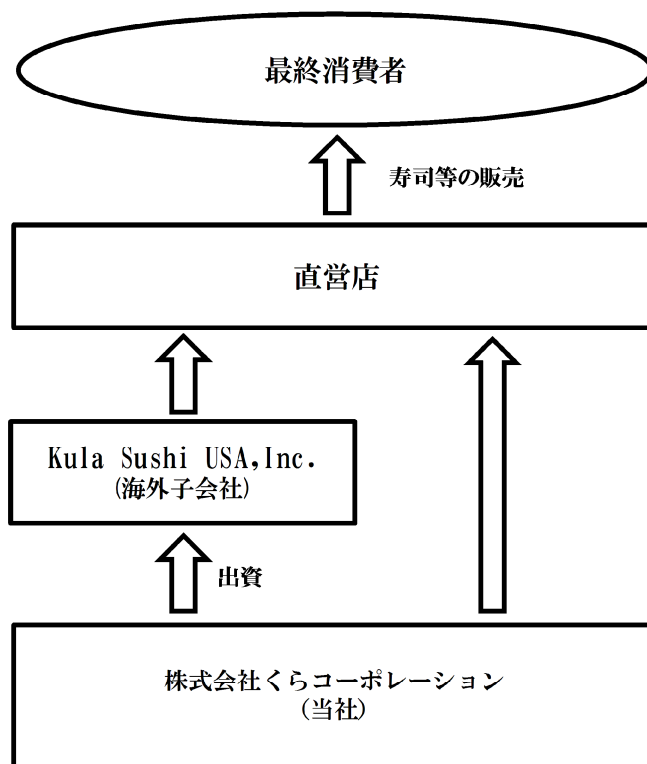 最終消費者
寿司等の販売
直営店
Kula Sushi USA,Inc.
(海外子会社)
出資
株式会社くらコーポレーション
(当社)